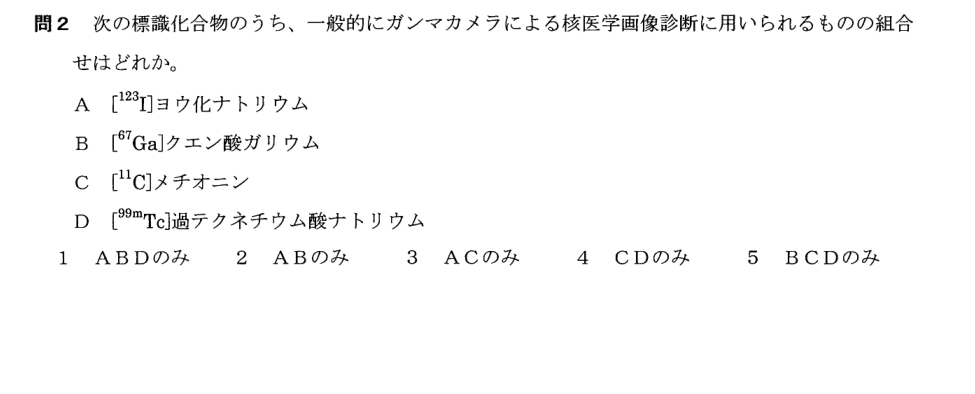 問２　次の標識化合物のうち、一般的にガンマカメラによる核医学画像診断に用いられるものの組合
せはどれか。
Ａ　[¹²³I]ヨウ化ナトリウム
Ｂ　[⁶⁷Ga]クエン酸ガリウム
Ｃ　[¹¹C]メチオニン
Ｄ　[⁹⁹ᵐTc]過テクネチウム酸ナトリウム
１　ＡＢＤのみ　　２　ＡＢのみ　　３　ＡＣのみ　　４　ＣＤのみ　　５　ＢＣＤのみ